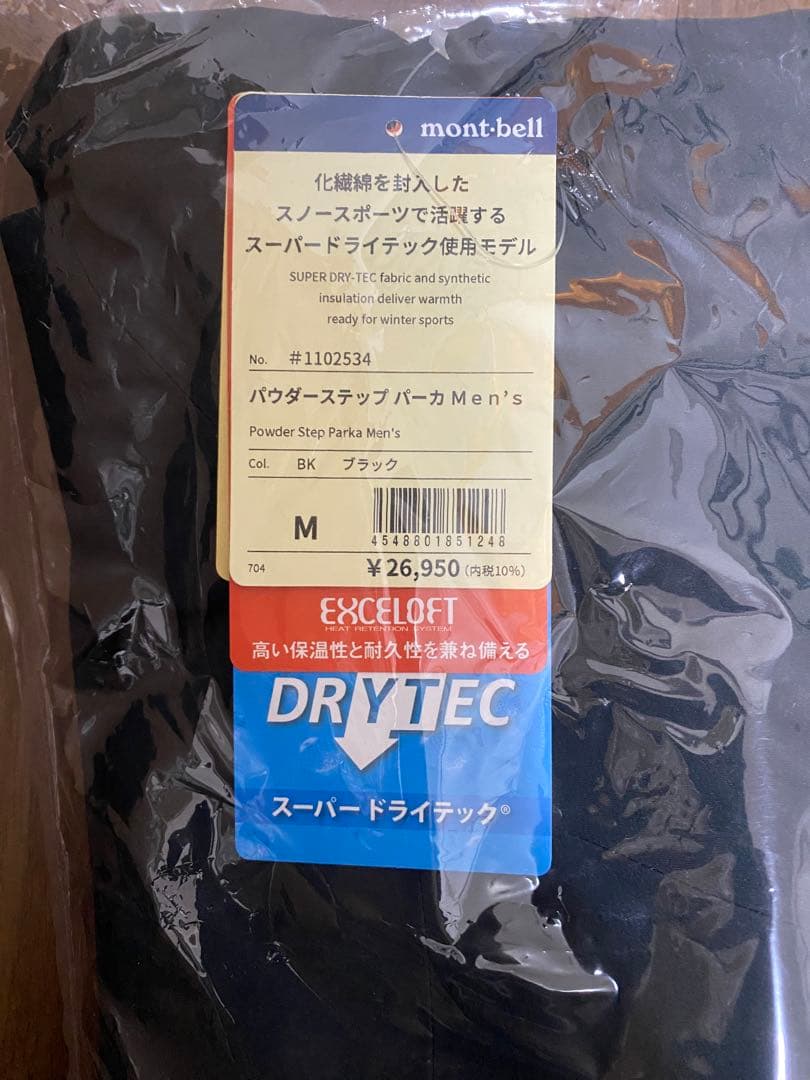 mont-bell
化繊綿を封入した
スノースポーツで活躍する
スーパードライテック使用モデル
SUPER DRY-TEC fabric and synthetic
insulation deliver warmth
ready for winter sports
No. #1102534
パウダーステップ パーカ Men's
Powder Step Parka Men's
Col. BK ブラック
M
4548801851248
704 ¥26,950(内税10%)
EXCELOFT
HEAT RETENTION SYSTEM
高い保温性と耐久性を兼ね備える
DRYTEC
スーパー ドライテック®